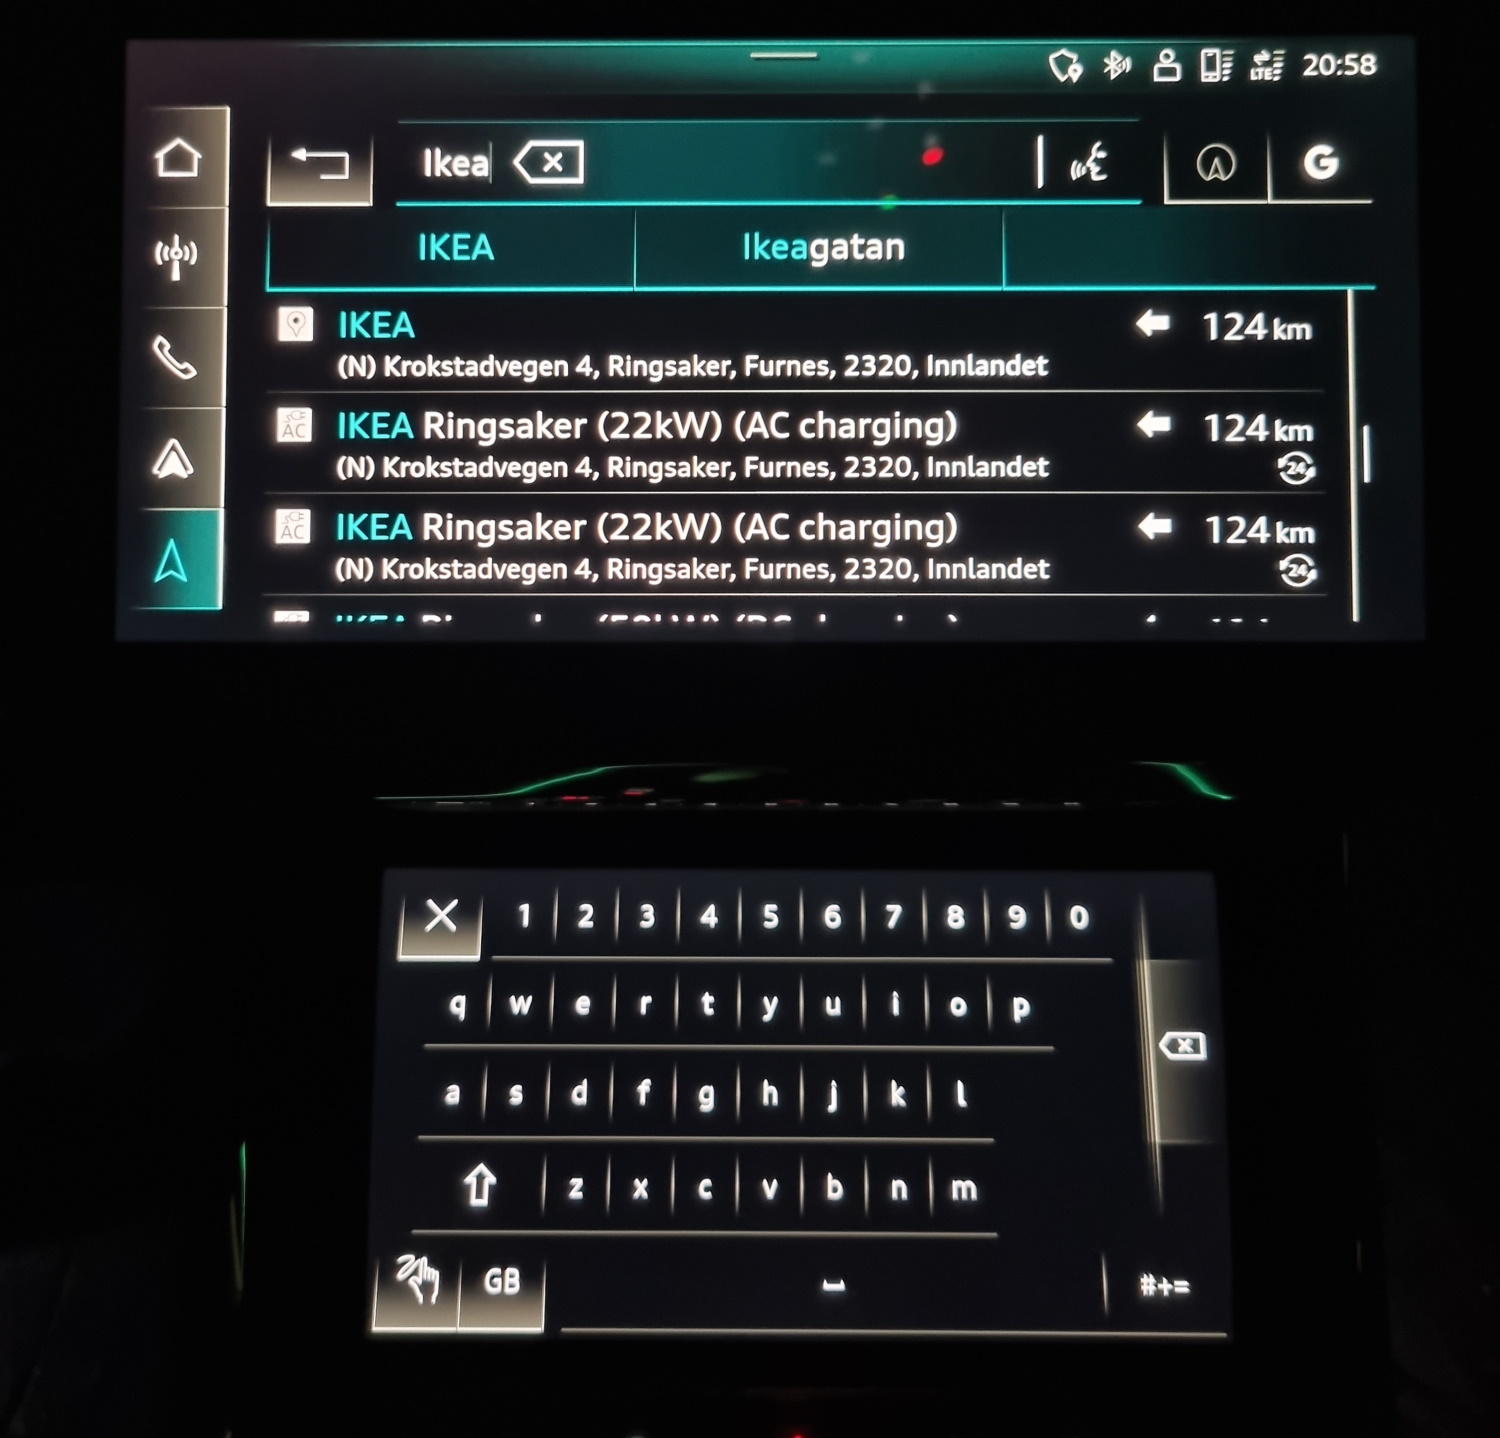 LTE 20:58
Ikea G
IKEA Ikeagatan
IKEA 124 km
(N) Krokstadvegen 4, Ringsaker, Furnes, 2320, Innlandet
AC IKEA Ringsaker (22kW) (AC charging) 124 km
(N) Krokstadvegen 4, Ringsaker, Furnes, 2320, Innlandet 24
AC IKEA Ringsaker (22kW) (AC charging) 124 km
(N) Krokstadvegen 4, Ringsaker, Furnes, 2320, Innlandet 24
1 2 3 4 5 6 7 8 9 0
q w e r t y u i o p
a s d f g h j k l
z x c v b n m
GB #+=